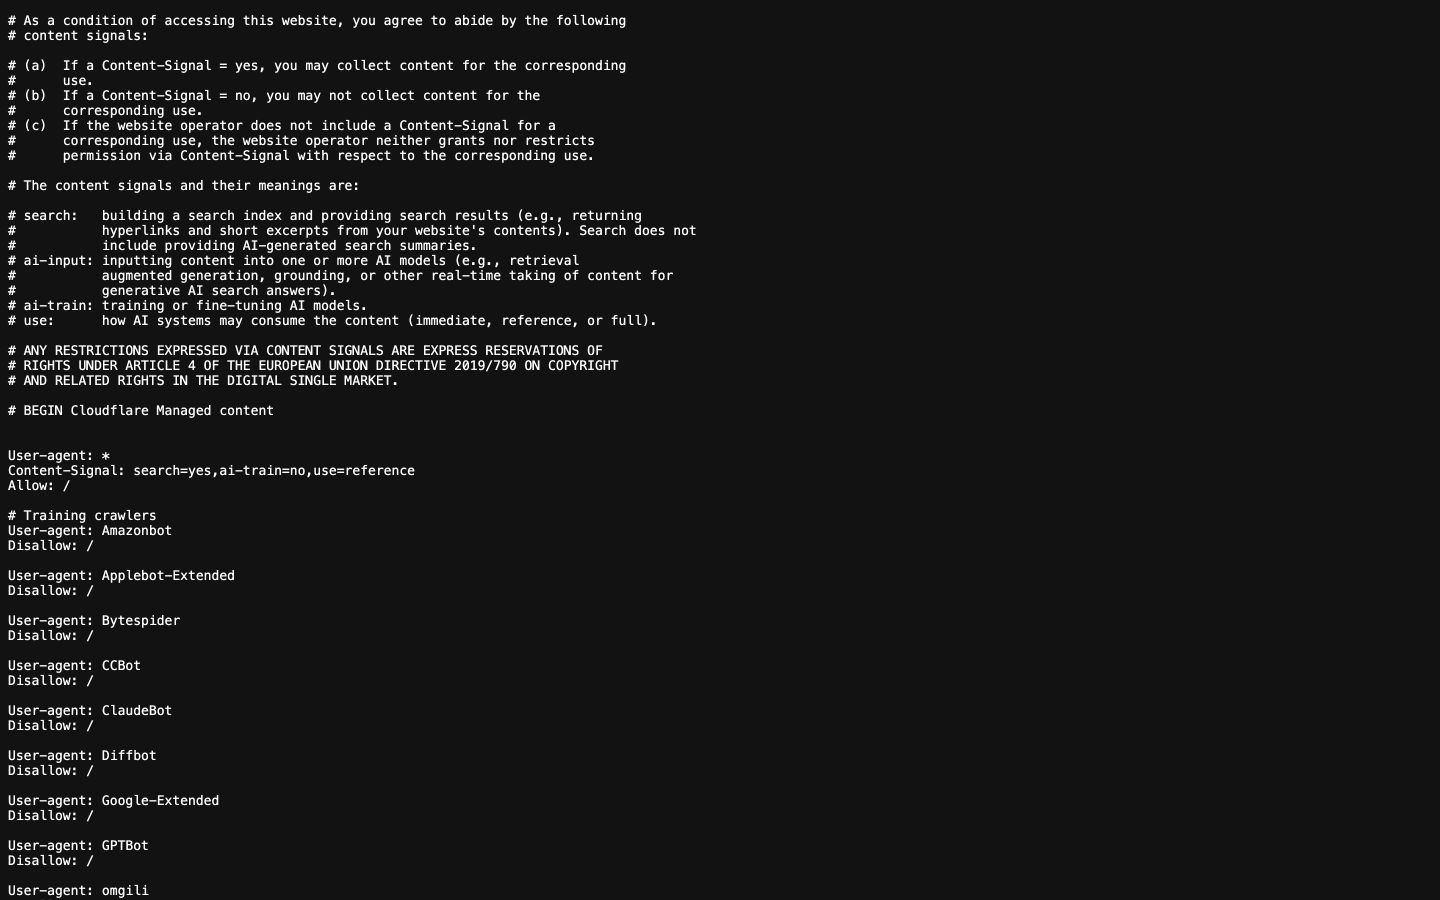 # As a condition of accessing this website, you agree to abide by the following
# content signals:
# (a)  If a Content-Signal = yes, you may collect content for the corresponding
#      use.
# (b)  If a Content-Signal = no, you may not collect content for the
#      corresponding use.
# (c)  If the website operator does not include a Content-Signal for a
#      corresponding use, the website operator neither grants nor restricts
#      permission via Content-Signal with respect to the corresponding use.
# The content signals and their meanings are:
# search:   building a search index and providing search results (e.g., returning
#           hyperlinks and short excerpts from your website's contents). Search does not
#           include providing AI-generated search summaries.
# ai-input: inputting content into one or more AI models (e.g., retrieval
#           augmented generation, grounding, or other real-time taking of content for
#           generative AI search answers).
# ai-train: training or fine-tuning AI models.
# use:      how AI systems may consume the content (immediate, reference, or full).
# ANY RESTRICTIONS EXPRESSED VIA CONTENT SIGNALS ARE EXPRESS RESERVATIONS OF
# RIGHTS UNDER ARTICLE 4 OF THE EUROPEAN UNION DIRECTIVE 2019/790 ON COPYRIGHT
# AND RELATED RIGHTS IN THE DIGITAL SINGLE MARKET.
# BEGIN Cloudflare Managed content
User-agent: *
Content-Signal: search=yes,ai-train=no,use=reference
Allow: /
# Training crawlers
User-agent: Amazonbot
Disallow: /
User-agent: Applebot-Extended
Disallow: /
User-agent: Bytespider
Disallow: /
User-agent: CCBot
Disallow: /
User-agent: ClaudeBot
Disallow: /
User-agent: Diffbot
Disallow: /
User-agent: Google-Extended
Disallow: /
User-agent: GPTBot
Disallow: /
User-agent: omgili